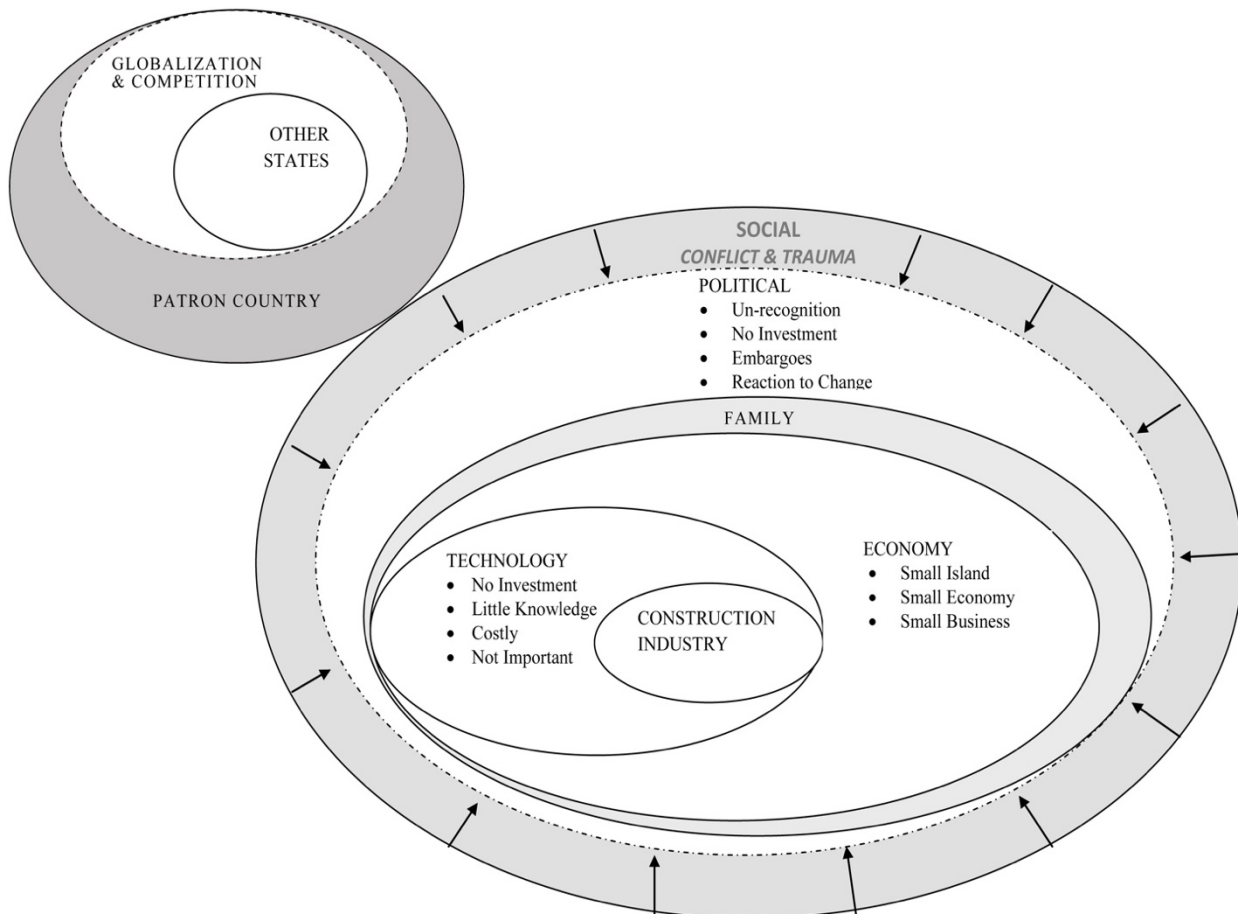 GLOBALIZATION
& COMPETITION
OTHER
STATES
PATRON COUNTRY
SOCIAL
CONFLICT & TRAUMA
POLITICAL
• Un-recognition
• No Investment
• Embargoes
• Reaction to Change
FAMILY
TECHNOLOGY
• No Investment
• Little Knowledge
• Costly
• Not Important
CONSTRUCTION
INDUSTRY
ECONOMY
• Small Island
• Small Economy
• Small Business